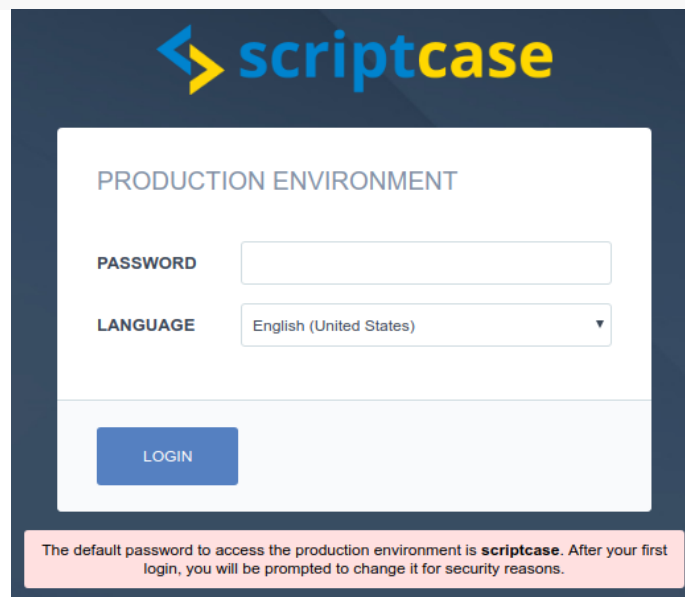 scriptcase
PRODUCTION ENVIRONMENT
PASSWORD
LANGUAGE English (United States)
LOGIN
The default password to access the production environment is scriptcase. After your first
login, you will be prompted to change it for security reasons.